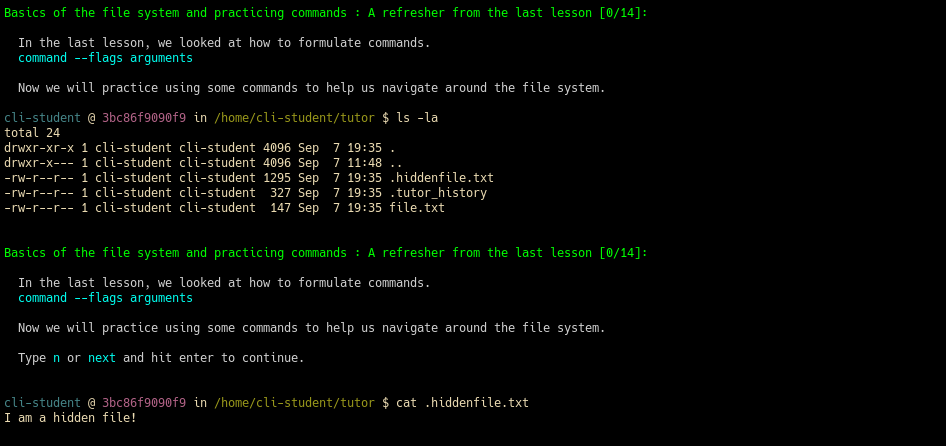 Basics of the file system and practicing commands : A refresher from the last lesson [0/14]:
In the last lesson, we looked at how to formulate commands.
command --flags arguments
Now we will practice using some commands to help us navigate around the file system.
cli-student @ 3bc86f9090f9 in /home/cli-student/tutor $ ls -la
total 24
drwxr-xr-x 1 cli-student cli-student 4096 Sep  7 19:35 .
drwxr-x--- 1 cli-student cli-student 4096 Sep  7 11:48 ..
-rw-r--r-- 1 cli-student cli-student 1295 Sep  7 19:35 .hiddenfile.txt
-rw-r--r-- 1 cli-student cli-student  327 Sep  7 19:35 .tutor_history
-rw-r--r-- 1 cli-student cli-student  147 Sep  7 19:35 file.txt
Basics of the file system and practicing commands : A refresher from the last lesson [0/14]:
In the last lesson, we looked at how to formulate commands.
command --flags arguments
Now we will practice using some commands to help us navigate around the file system.
Type n or next and hit enter to continue.
cli-student @ 3bc86f9090f9 in /home/cli-student/tutor $ cat .hiddenfile.txt
I am a hidden file!